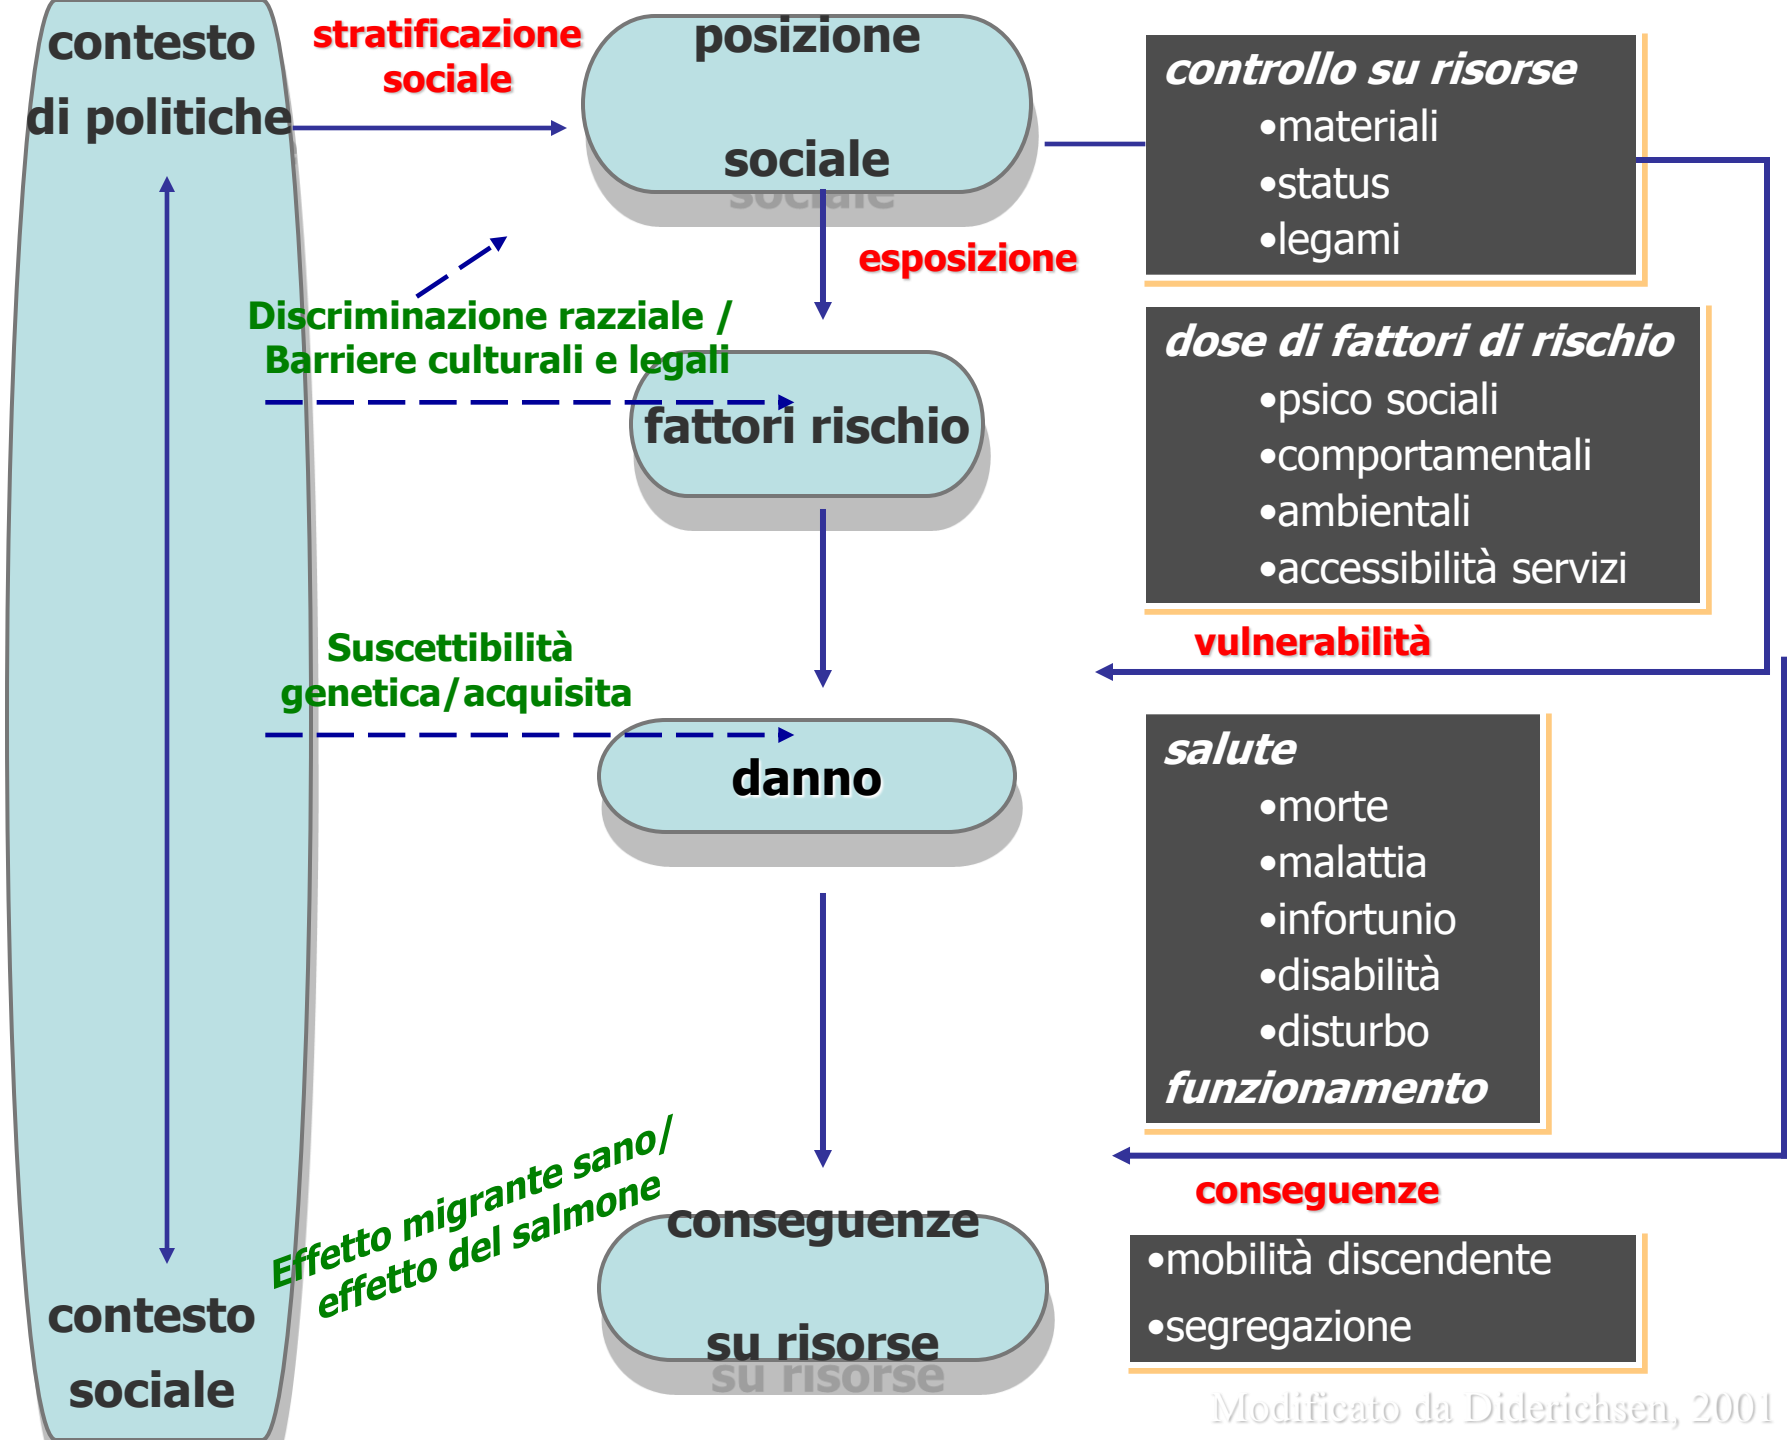 contesto
di politiche
stratificazione
sociale
posizione
sociale
controllo su risorse
•materiali
•status
•legami
esposizione
Discriminazione razziale /
Barriere culturali e legali
fattori rischio
dose di fattori di rischio
•psico sociali
•comportamentali
•ambientali
•accessibilità servizi
vulnerabilità
Suscettibilità
genetica/acquisita
danno
salute
•morte
•malattia
•infortunio
•disabilità
•disturbo
funzionamento
Effetto migrante sano/
effetto del salmone
conseguenze
su risorse
conseguenze
•mobilità discendente
•segregazione
contesto
sociale
Modificato da Diderichsen, 2001